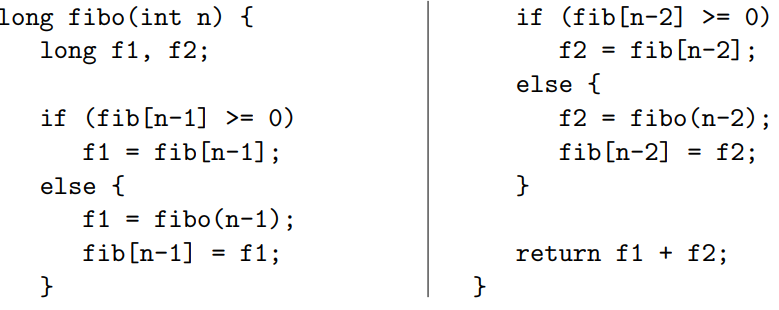 long fibo(int n) {
   long f1, f2;

   if (fib[n-1] >= 0)
      f1 = fib[n-1];
   else {
      f1 = fibo(n-1);
      fib[n-1] = f1;
   }
   if (fib[n-2] >= 0)
      f2 = fib[n-2];
   else {
      f2 = fibo(n-2);
      fib[n-2] = f2;
   }

   return f1 + f2;
}